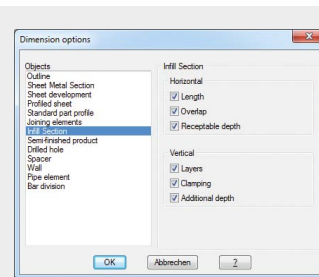 Dimension options
Objects
Outline
Sheet Metal Section
Sheet development
Profiled sheet
Standard part profile
Joining elements
Infill Section
Semi-finished product
Drilled hole
Spacer
Wall
Pipe element
Bar division
Infill Section
Horizontal
Length
Overlap
Receptable depth
Vertical
Layers
Clamping
Additional depth
OK
Abbrechen
?